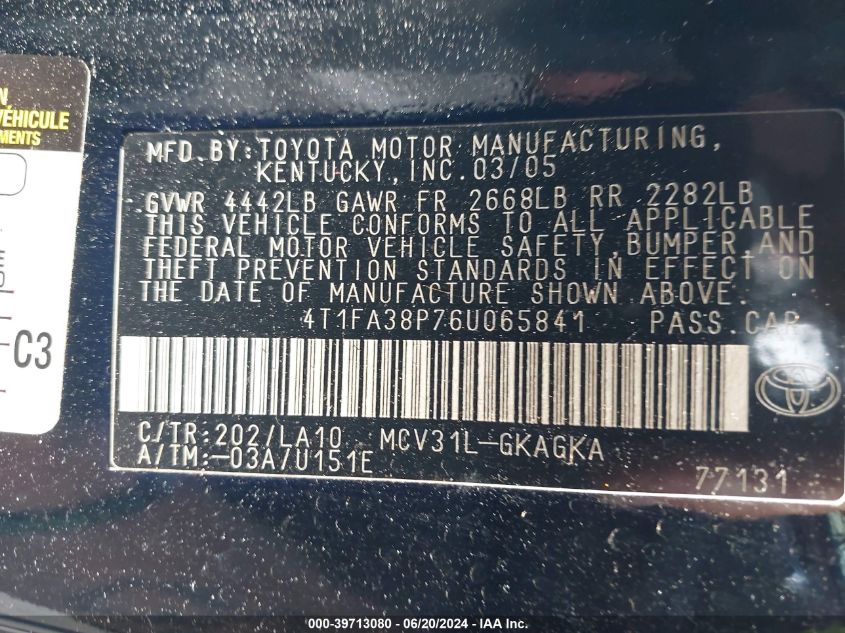 N,
VÉHICULE
MENTS
C3
MFD.BY:TOYOTA MOTOR MANUFACTURING,
KENTUCKY,INC.03/05
GVWR 4442LB GAWR FR 2668LB RR 2282LB
THIS VEHICLE CONFORMS TO ALL APPLICABLE
FEDERAL MOTOR VEHICLE SAFETY,BUMPER,AND
THEFT PREVENTION STANDARDS IN EFFECT ON
THE DATE OF MANUFACTURE SHOWN ABOVE.
4T1FA38P76U065841 PASS.CAR
C/TR:202/LA10 MCV31L-GKAGKA
A/TM:-03A/U151E
77131
000-39713080 - 06/20/2024 - IAA Inc.